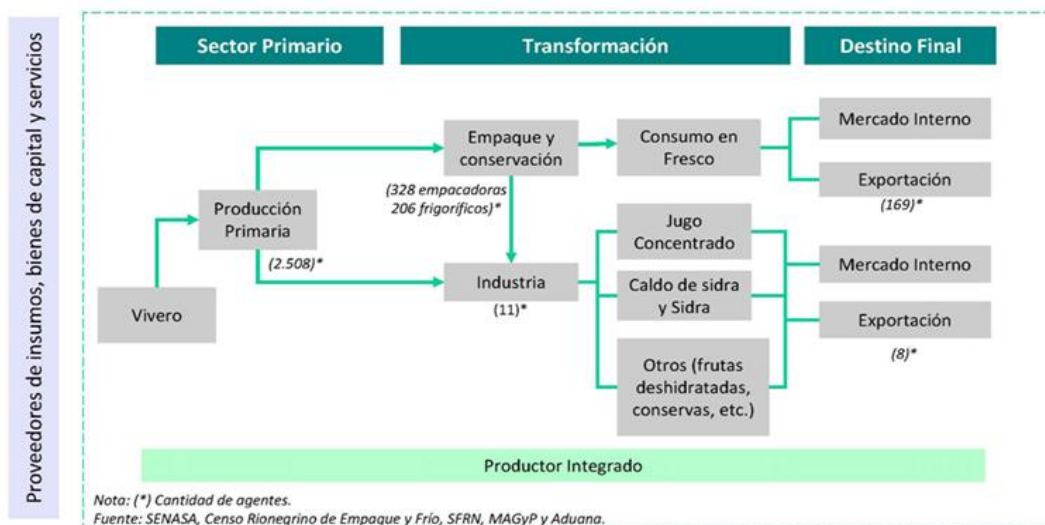 Proveedores de insumos, bienes de capital y servicios
Sector Primario
Transformación
Destino Final
Vivero
Producción
Primaria
(2.508)*
Empaque y
conservación
(328 empacadoras
206 frigoríficos)*
Industria
(11)*
Consumo en
Fresco
Jugo
Concentrado
Caldo de sidra
y Sidra
Otros (frutas
deshidratadas,
conservas, etc.)
Mercado Interno
Exportación
(169)*
Mercado Interno
Exportación
(8)*
Productor Integrado
Nota: (*) Cantidad de agentes.
Fuente: SENASA, Censo Rionegrino de Empaque y Frío, SFRN, MAGyP y Aduana.